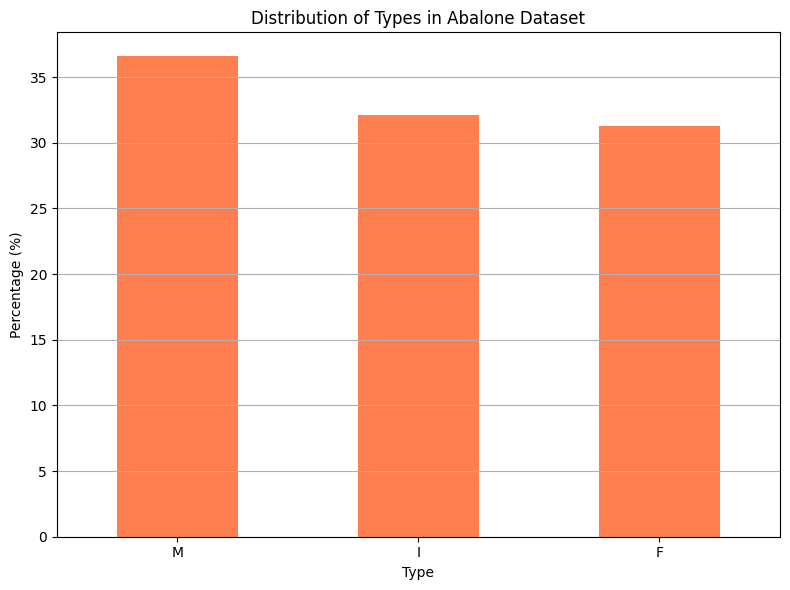 Distribution of Types in Abalone Dataset
Percentage (%)
35
30
25
20
15
10
5
0
M I F
Type